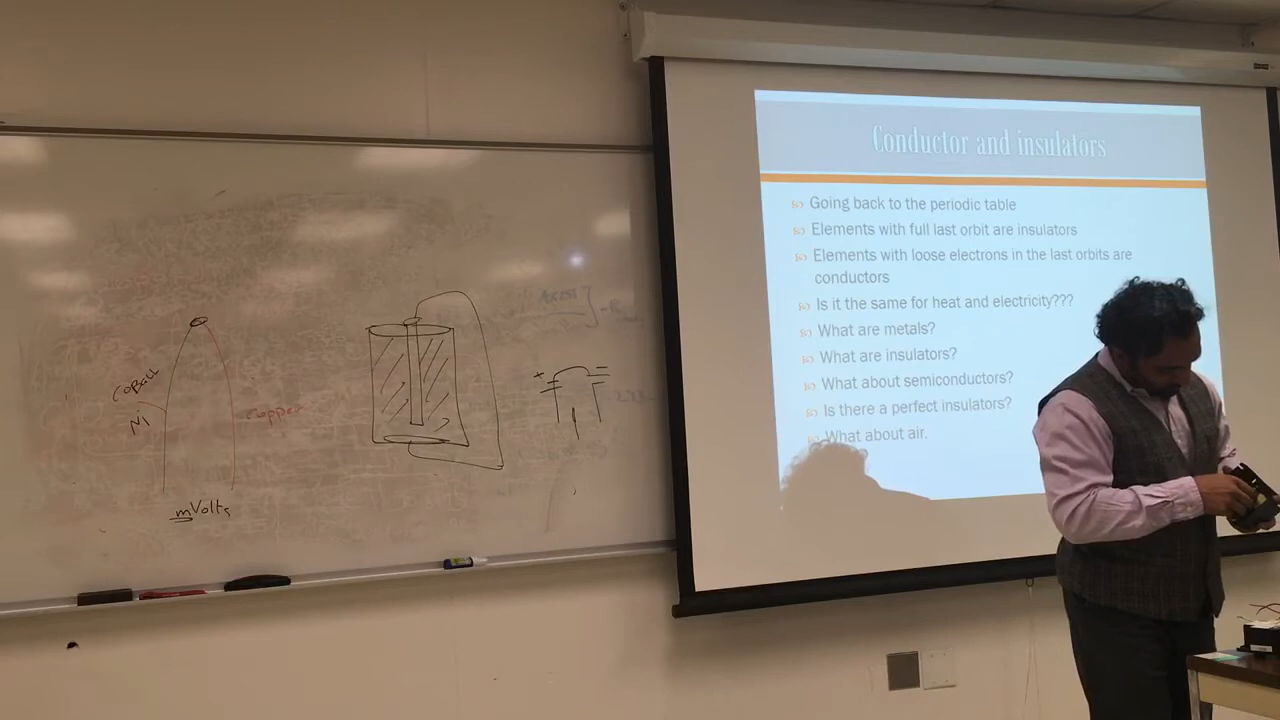 cobalt
Ni
copper
mVolts
+
Conductor and insulators
Going back to the periodic table
Elements with full last orbit are insulators
Elements with loose electrons in the last orbits are
conductors
Is it the same for heat and electricity???
What are metals?
What are insulators?
What about semiconductors?
Is there a perfect insulators?
What about air.